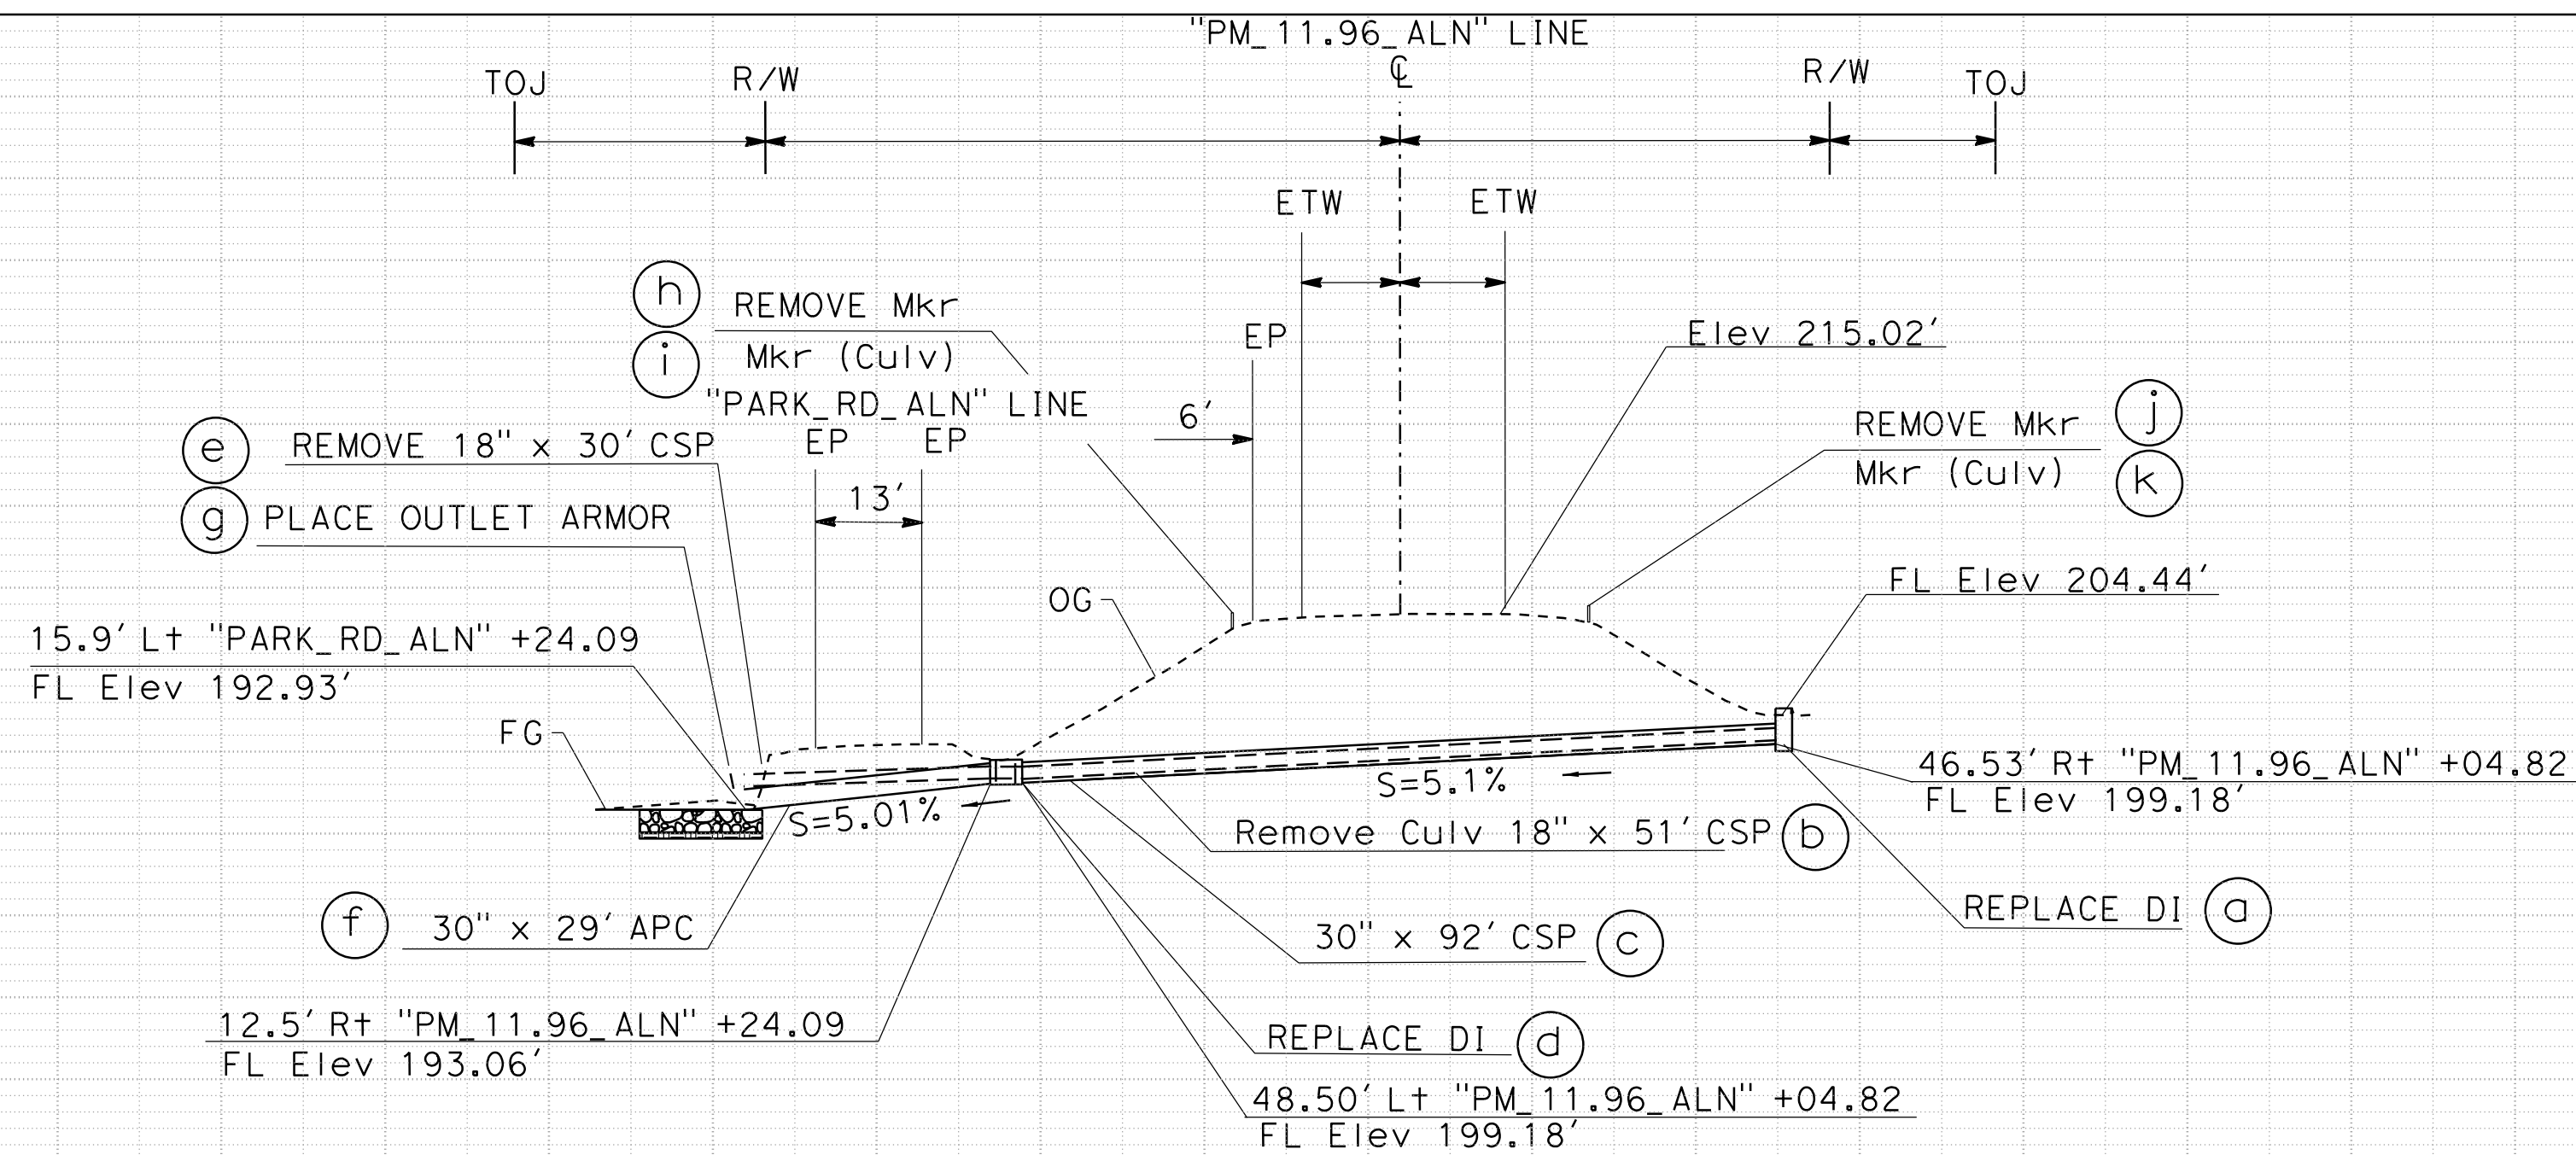 "PM_11.96_ALN" LINE
℄
TOJ
R/W
R/W
TOJ
ETW
ETW
h
REMOVE Mkr
i
Mkr (Culv)
EP
Elev 215.02'
"PARK_RD_ALN" LINE
6'
REMOVE Mkr
j
Mkr (Culv)
k
e
REMOVE 18" x 30' CSP
EP
EP
g
PLACE OUTLET ARMOR
13'
OG
FL Elev 204.44'
15.9' Lt "PARK_RD_ALN" +24.09
FL Elev 192.93'
FG
46.53' Rt "PM_11.96_ALN" +04.82
FL Elev 199.18'
S=5.1%
S=5.01%
Remove Culv 18" x 51' CSP
b
REPLACE DI
a
f
30" x 29' APC
30" x 92' CSP
c
12.5' Rt "PM_11.96_ALN" +24.09
FL Elev 193.06'
REPLACE DI
d
48.50' Lt "PM_11.96_ALN" +04.82
FL Elev 199.18'